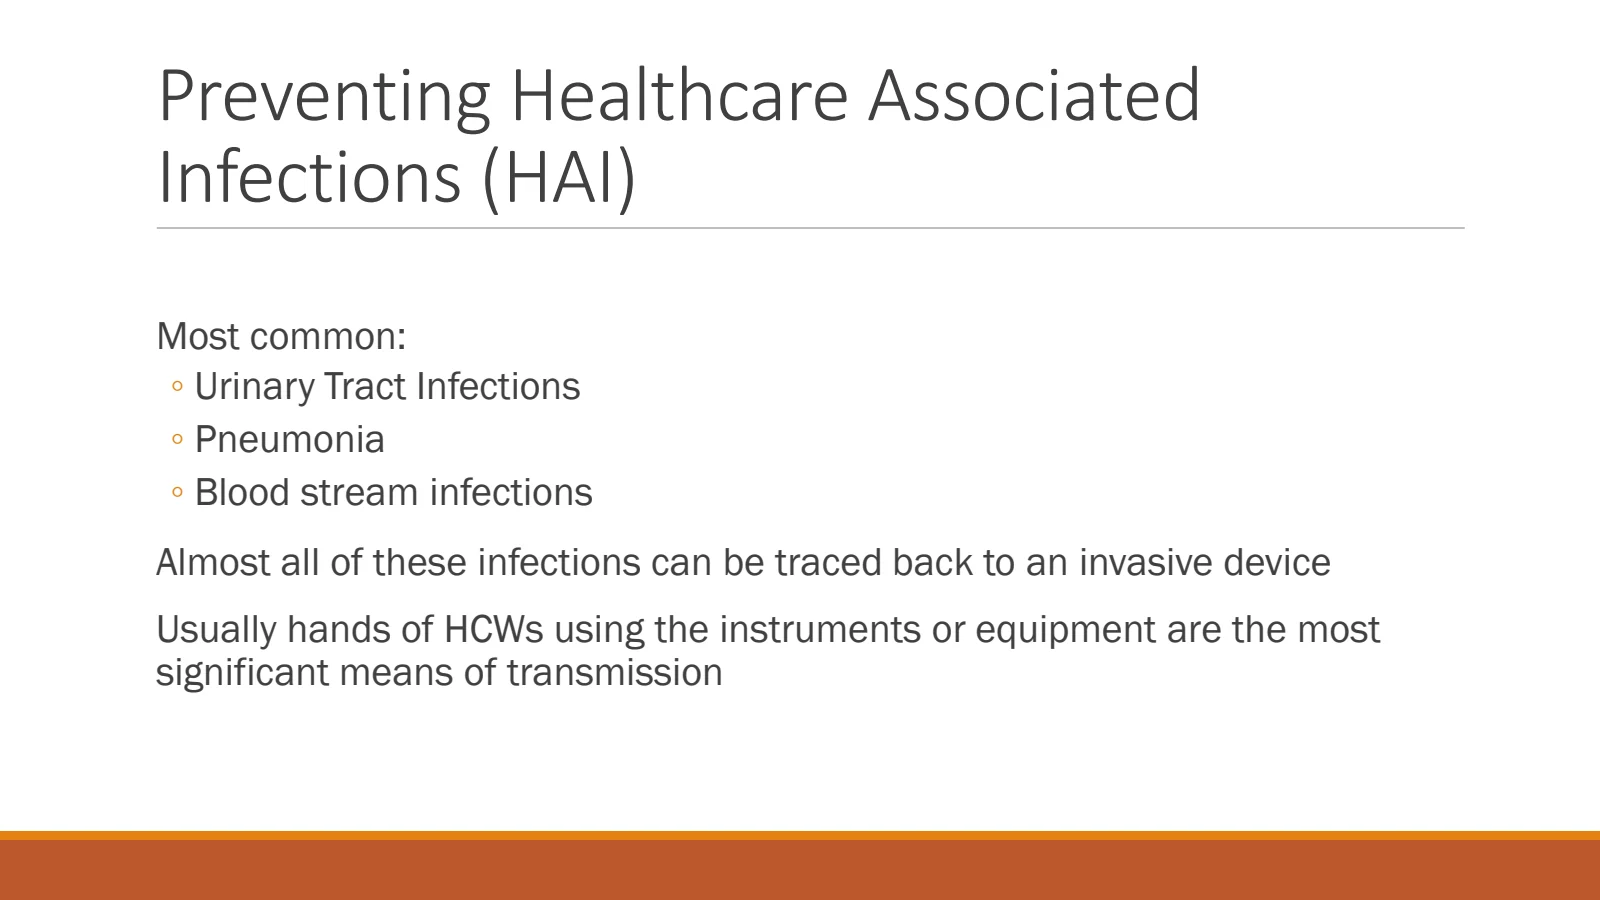 Preventing Healthcare Associated
Infections (HAI)
Most common:
◦ Urinary Tract Infections
◦ Pneumonia
◦ Blood stream infections
Almost all of these infections can be traced back to an invasive device
Usually hands of HCWs using the instruments or equipment are the most
significant means of transmission